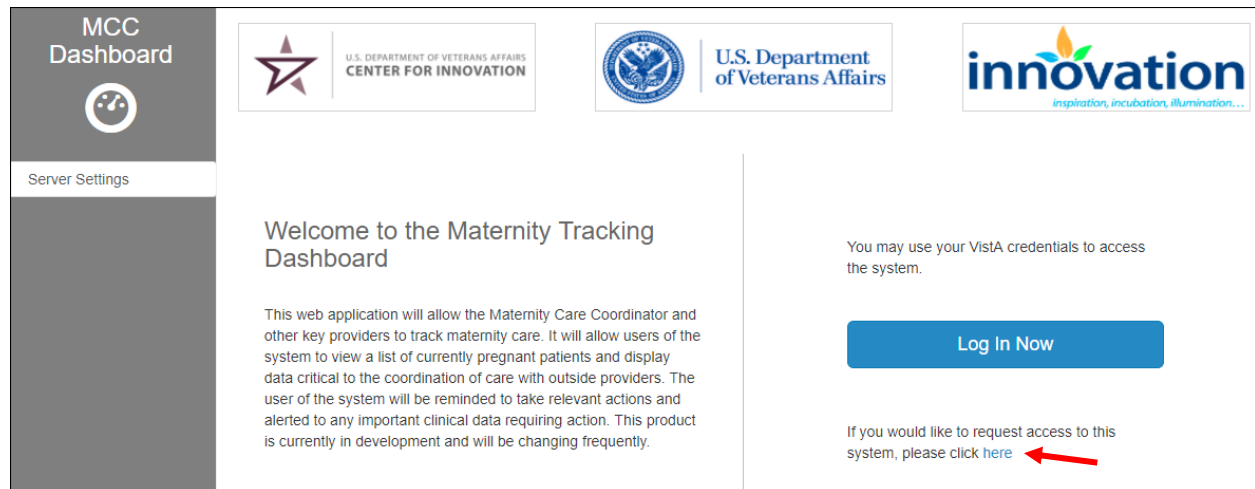 MCC
Dashboard
Server Settings
U.S. DEPARTMENT OF VETERANS AFFAIRS
CENTER FOR INNOVATION
U.S. Department
of Veterans Affairs
innovation
inspiration, incubation, illumination...
Welcome to the Maternity Tracking
Dashboard
This web application will allow the Maternity Care Coordinator and
other key providers to track maternity care. It will allow users of the
system to view a list of currently pregnant patients and display
data critical to the coordination of care with outside providers. The
user of the system will be reminded to take relevant actions and
alerted to any important clinical data requiring action. This product
is currently in development and will be changing frequently.
You may use your VistA credentials to access
the system.
Log In Now
If you would like to request access to this
system, please click here